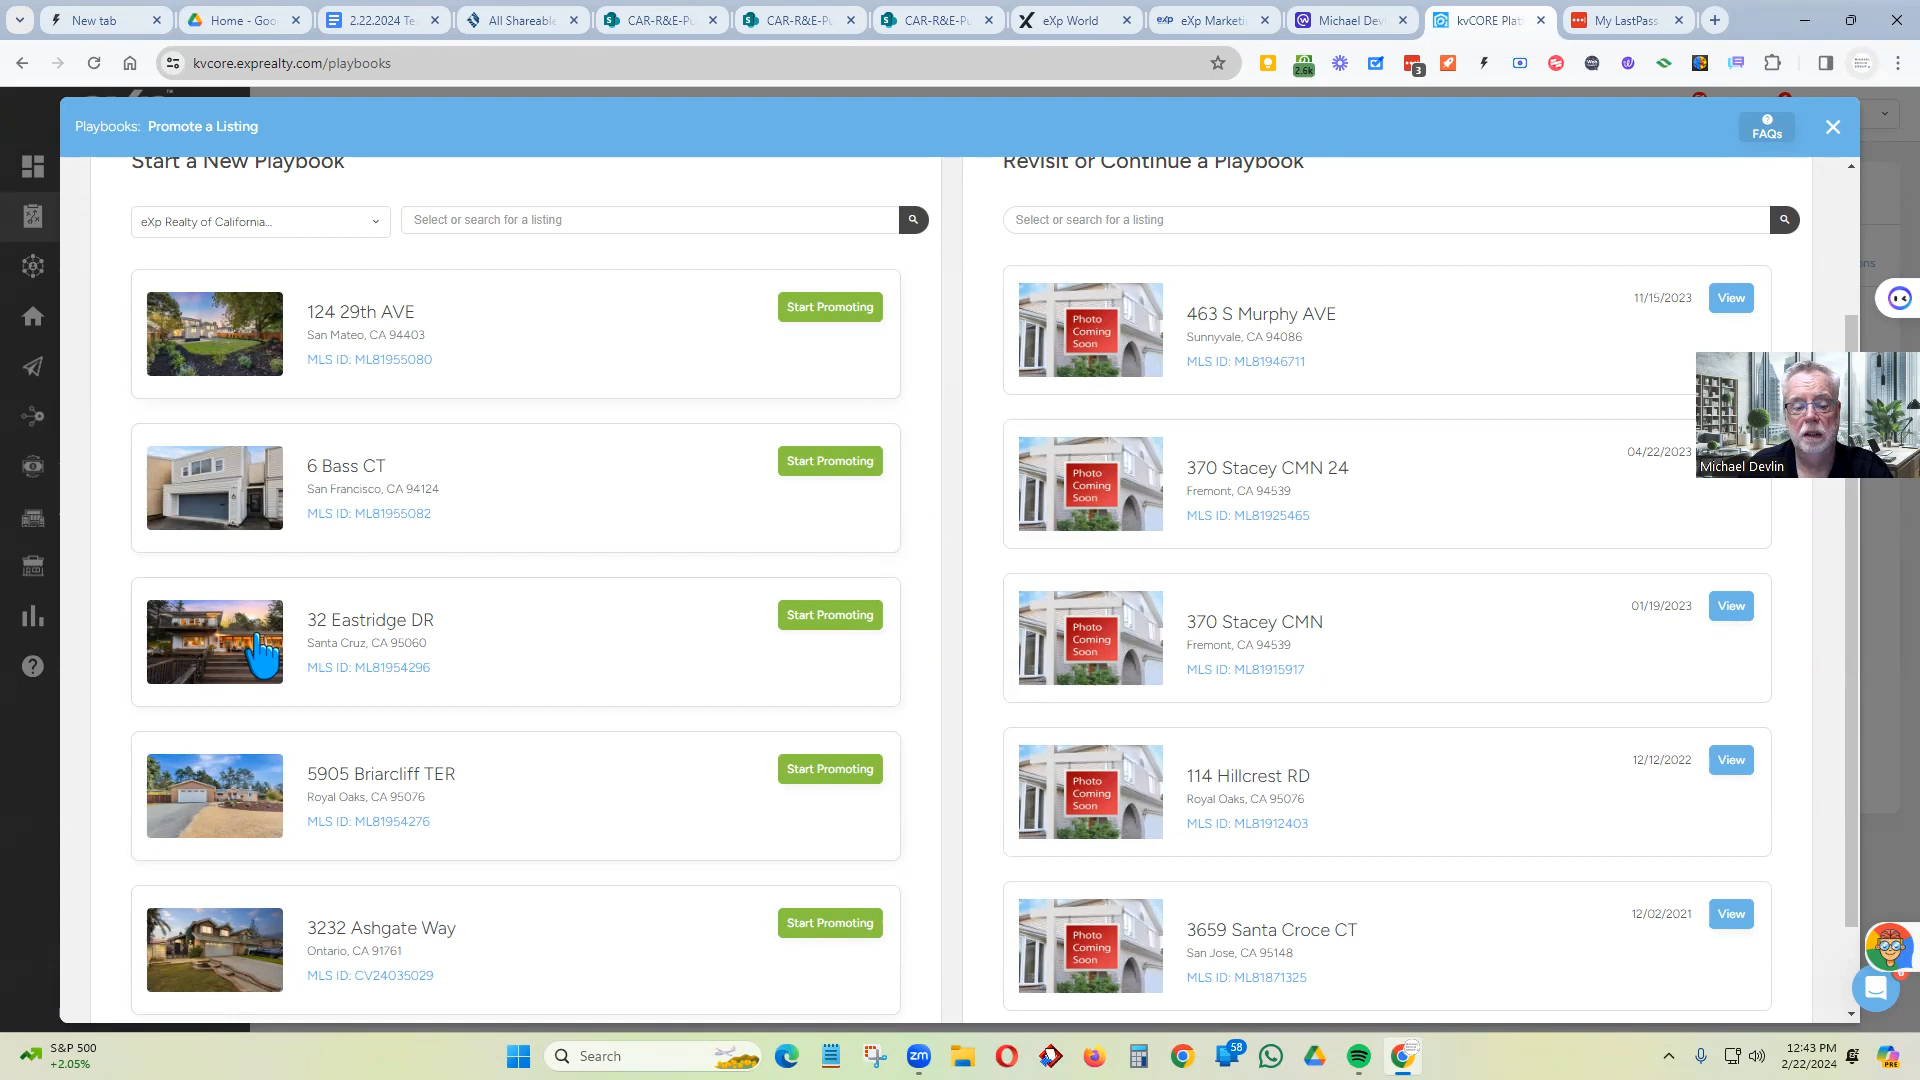 New tab
Home - Goo
2.22.2024 Te
All Shareable
CAR-R&E-Pu
CAR-R&E-Pu
CAR-R&E-Pu
eXp World
eXp Marketi
Michael Dev
kvCORE Plat
My LastPass
kvcore.exprealty.com/playbooks
2.6k
3
Playbooks: Promote a Listing
FAQs
Start a New Playbook
eXp Realty of California...
Select or search for a listing
124 29th AVE
San Mateo, CA 94403
MLS ID: ML81955080
Start Promoting
6 Bass CT
San Francisco, CA 94124
MLS ID: ML81955082
Start Promoting
32 Eastridge DR
Santa Cruz, CA 95060
MLS ID: ML81954296
Start Promoting
5905 Briarcliff TER
Royal Oaks, CA 95076
MLS ID: ML81954276
Start Promoting
3232 Ashgate Way
Ontario, CA 91761
MLS ID: CV24035029
Start Promoting
Revisit or Continue a Playbook
Select or search for a listing
Photo
Coming
Soon
463 S Murphy AVE
Sunnyvale, CA 94086
MLS ID: ML81946711
11/15/2023
View
Photo
Coming
Soon
370 Stacey CMN 24
Fremont, CA 94539
MLS ID: ML81925465
04/22/2023
Photo
Coming
Soon
370 Stacey CMN
Fremont, CA 94539
MLS ID: ML81915917
01/19/2023
View
Photo
Coming
Soon
114 Hillcrest RD
Royal Oaks, CA 95076
MLS ID: ML81912403
12/12/2022
View
Photo
Coming
Soon
3659 Santa Croce CT
San Jose, CA 95148
MLS ID: ML81871325
12/02/2021
View
ons
Michael Devlin
S&P 500
+2.05%
Search
zm
58
12:43 PM
2/22/2024
PRE